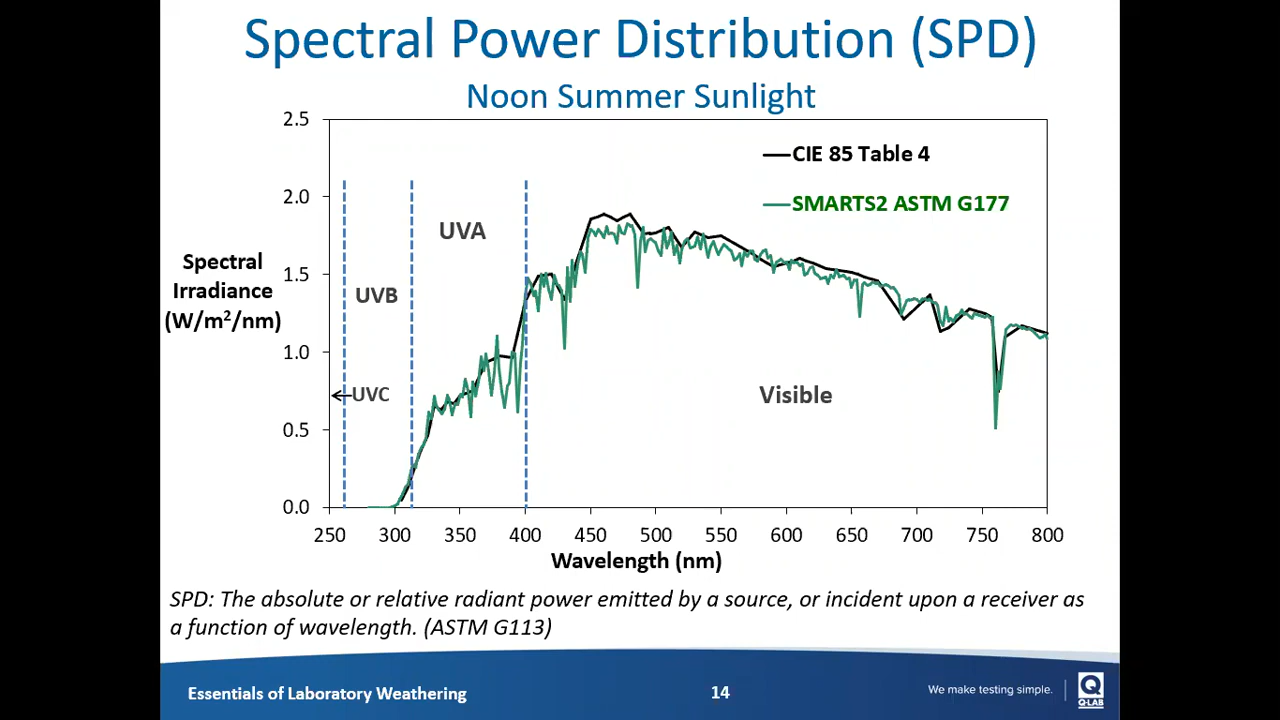 Spectral Power Distribution (SPD)
Noon Summer Sunlight
2.5
2.0
1.5
1.0
0.5
0.0
Spectral
Irradiance
(W/m²/nm)
CIE 85 Table 4
SMARTS2 ASTM G177
UVA
UVB
UVC
Visible
250 300 350 400 450 500 550 600 650 700 750 800
Wavelength (nm)
SPD: The absolute or relative radiant power emitted by a source, or incident upon a receiver as
a function of wavelength. (ASTM G113)
Essentials of Laboratory Weathering
14
We make testing simple.
Q
Q-LAB